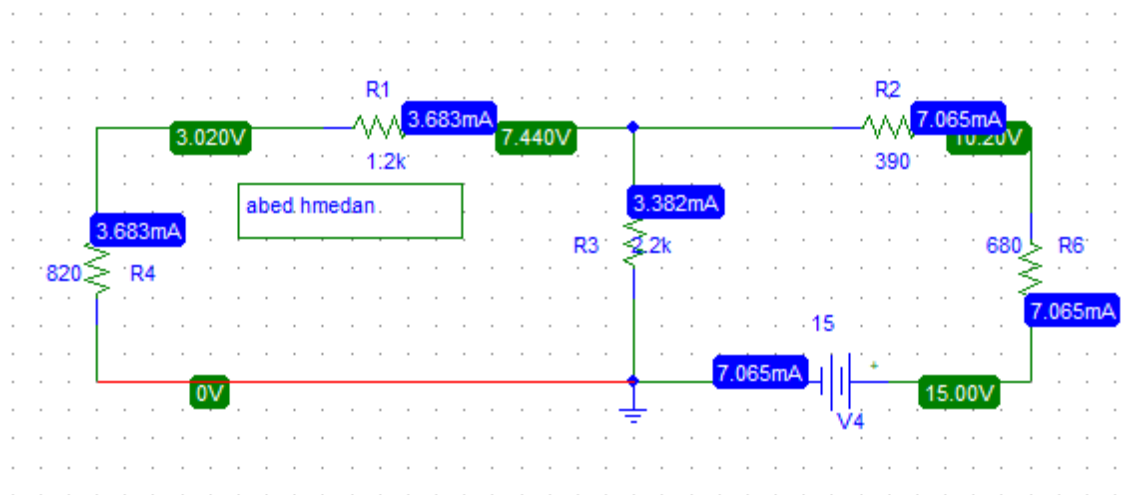 R1
R2
3.683mA
7.065mA
3.020V
7.440V
10.20V
1.2k
390
abed hmedan
3.382mA
3.683mA
R3
2.2k
680
R6
820
R4
7.065mA
15
7.065mA
+
0V
15.00V
V4